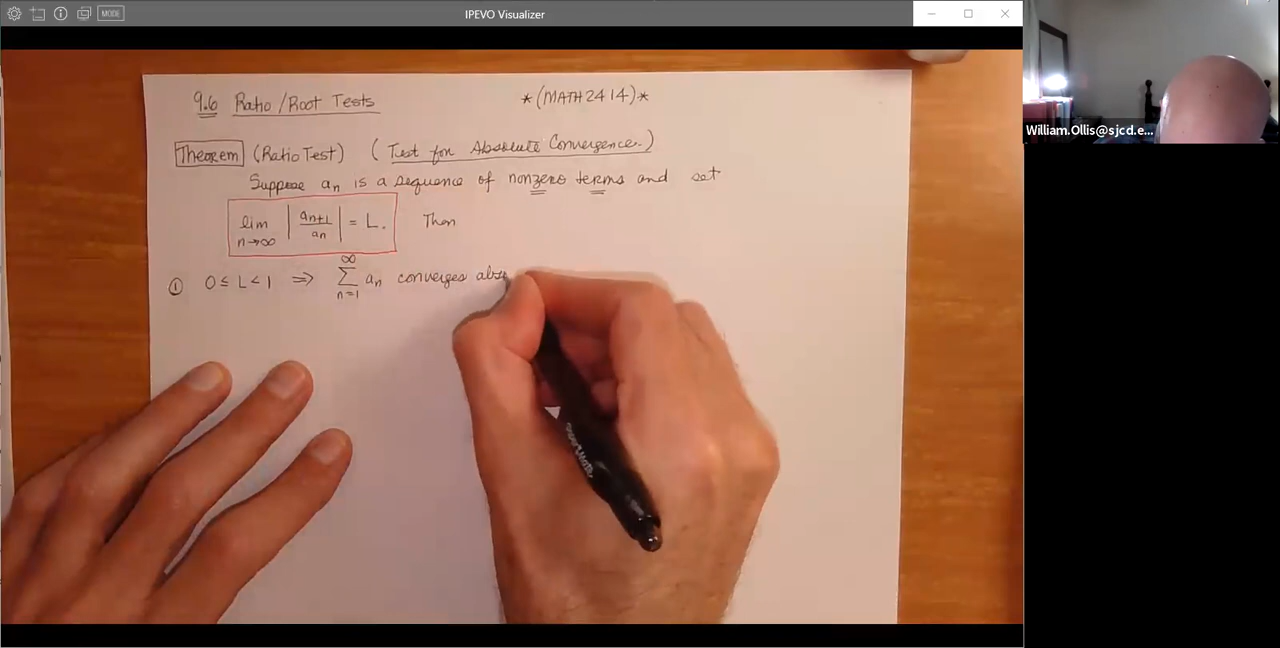 IPEVO Visualizer
MODE
William.Ollis@sjcd.e...
9.6 Ratio/Root Tests *(MATH 2414)*
Theorem (Ratio Test) (Test for Absolute Convergence.)
Suppose aₙ is a sequence of nonzero terms and set
lim n→∞ | aₙ₊₁ / aₙ | = L. Then
① 0 ≤ L < 1 ⇒ ∞ ∑ n=1 aₙ converges abs